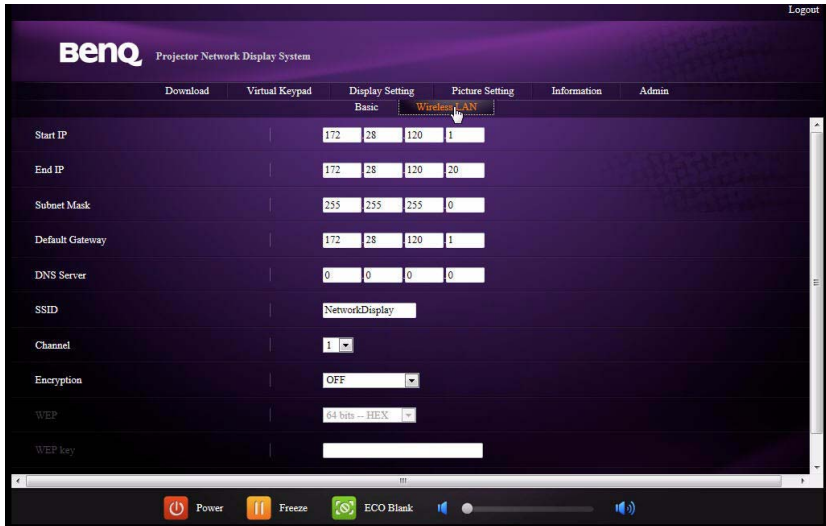 Logout
BenQ Projector Network Display System
Download Virtual Keypad Display Setting Picture Setting Information Admin
Basic Wireless LAN
Start IP 172 . 28 . 120 . 1
End IP 172 . 28 . 120 . 20
Subnet Mask 255 . 255 . 255 . 0
Default Gateway 172 . 28 . 120 . 1
DNS Server 0 . 0 . 0 . 0
SSID NetworkDisplay
Channel 1
Encryption OFF
WEP 64 bits -- HEX
WEP key
Power Freeze ECO Blank